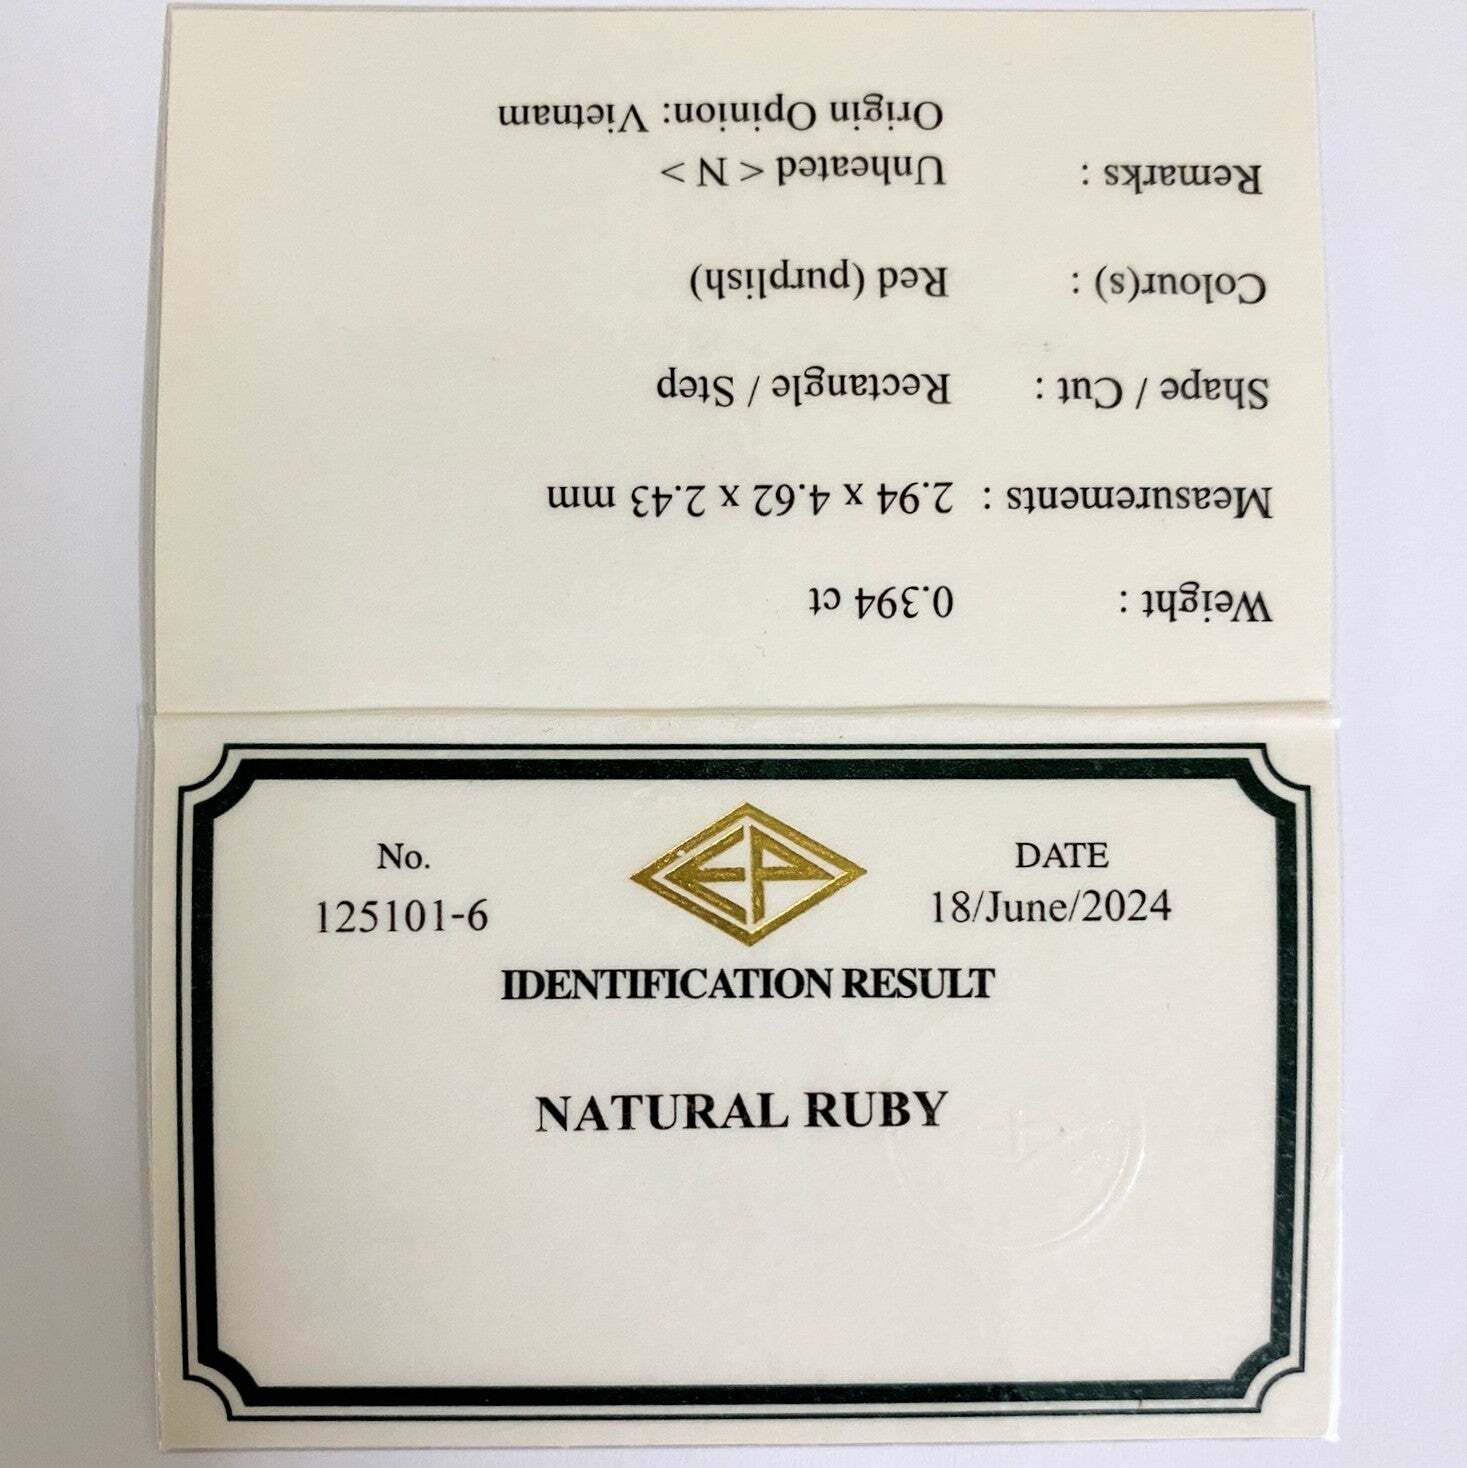 No.
125101-6
EP
DATE
18/June/2024
IDENTIFICATION RESULT
NATURAL RUBY
Weight : 0.394 ct
Measurements : 2.94 x 4.62 x 2.43 mm
Shape / Cut : Rectangle / Step
Colour(s) : Red (purplish)
Remarks : Unheated < N >
Origin Opinion: Vietnam